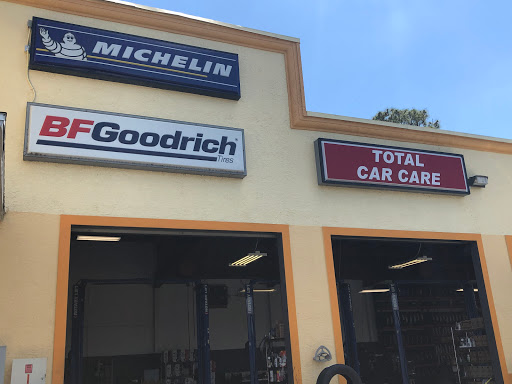 MICHELIN
BFGoodrich
Tires
TOTAL
CAR CARE